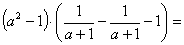 (a² − 1) · (1/(a+1) − 1/(a+1) − 1) =